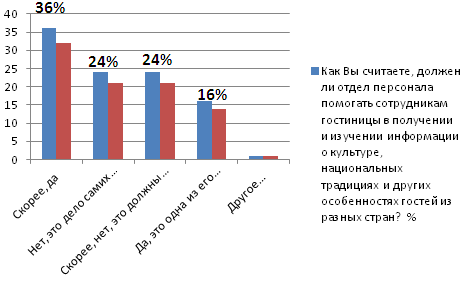 40
35
30
25
20
15
10
5
0
36%
24%
24%
16%
Скорее, да
Нет, это дело самих...
Скорее, нет, это должны...
Да, это одна из его...
Другое...
Как Вы считаете, должен
ли отдел персонала
помогать сотрудникам
гостиницы в получении
и изучении информации
о культуре,
национальных
традициях и других
особенностях гостей из
разных стран? %